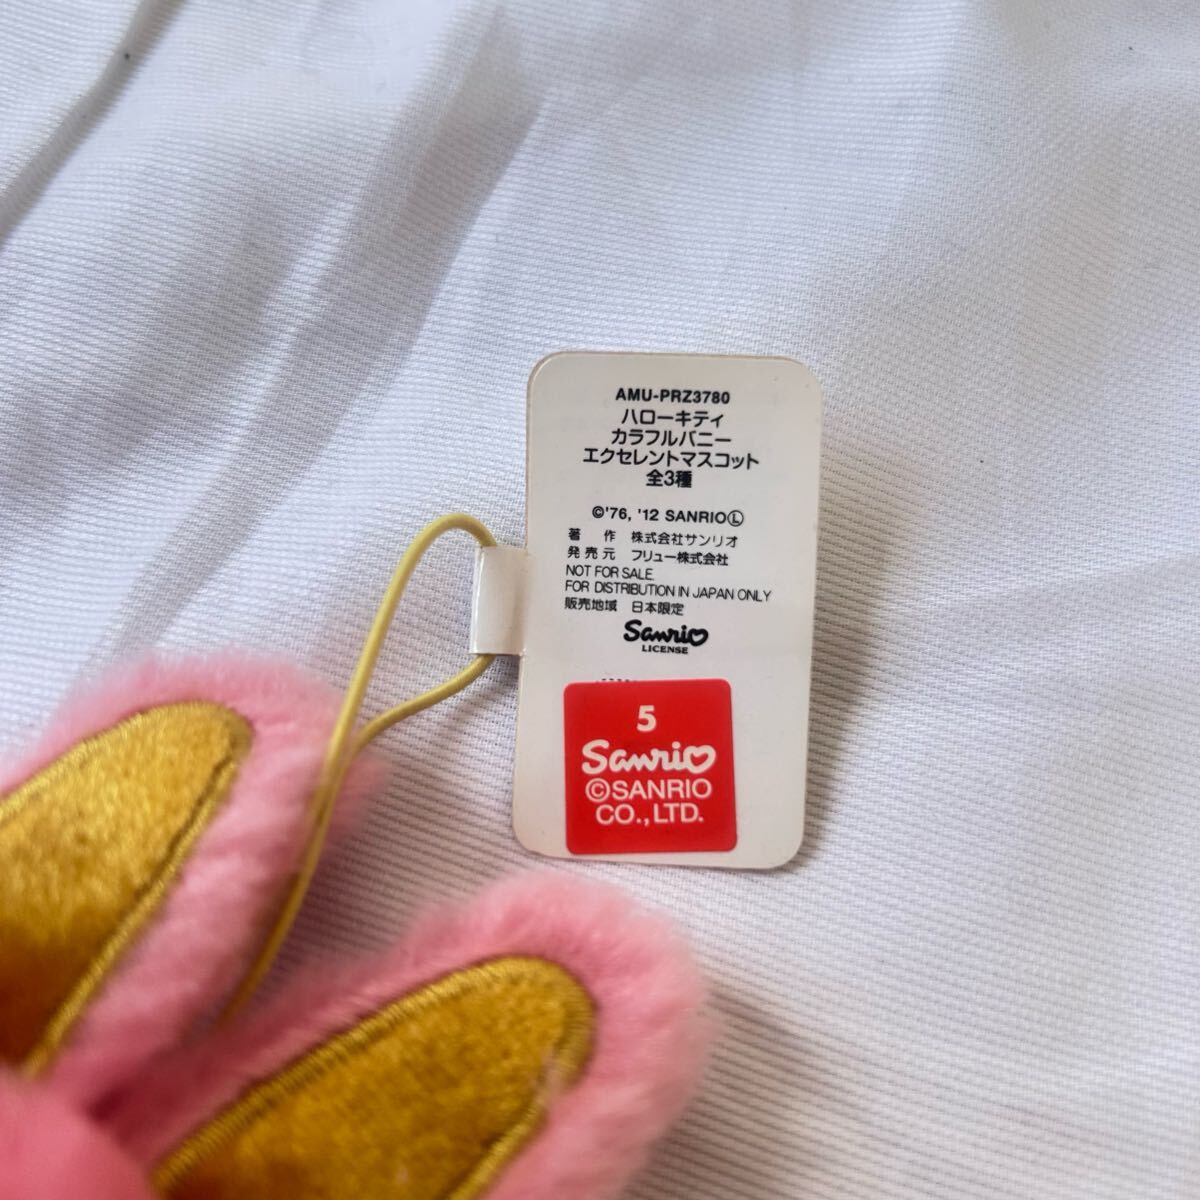 AMU-PRZ3780
ハローキティ
カラフルバニー
エクセレントマスコット
全3種
©'76, '12 SANRIOⓁ
著 作 株式会社サンリオ
発売元 フリュー株式会社
NOT FOR SALE.
FOR DISTRIBUTION IN JAPAN ONLY
販売地域 日本限定
Sanrio
LICENSE
5
Sanrio
©SANRIO
CO.,LTD.